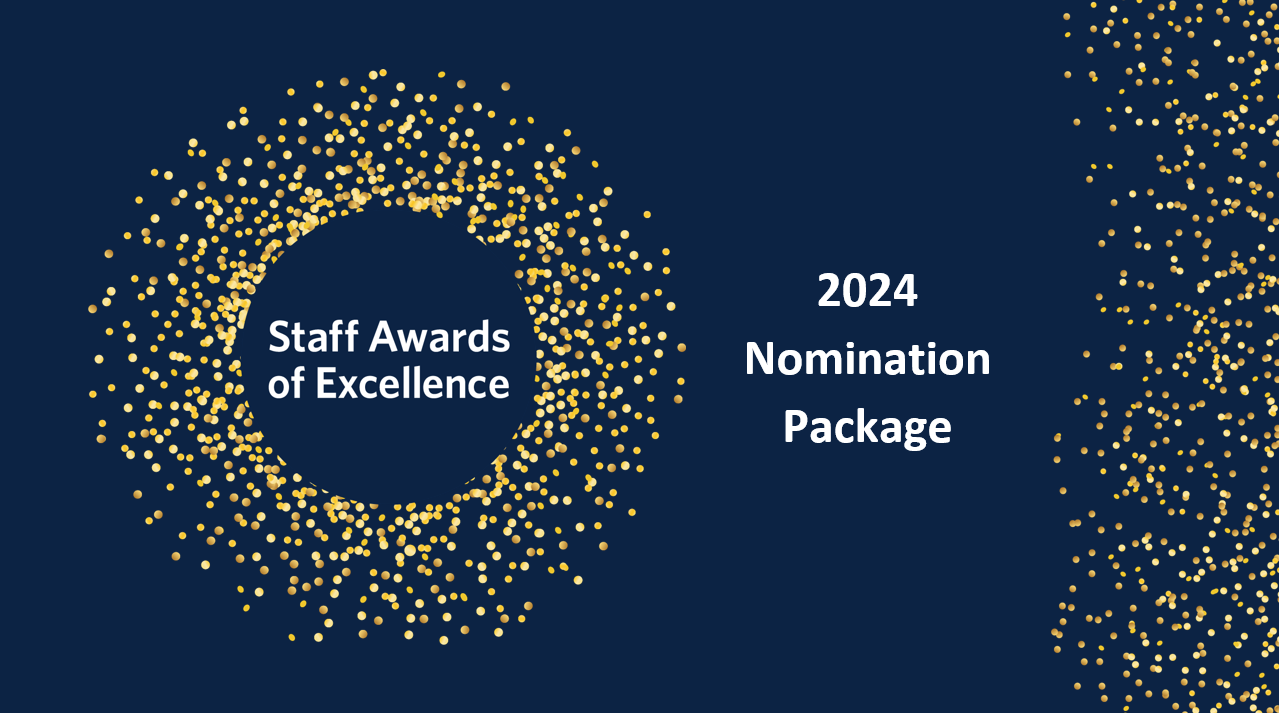 Staff Awards
of Excellence
2024
Nomination
Package